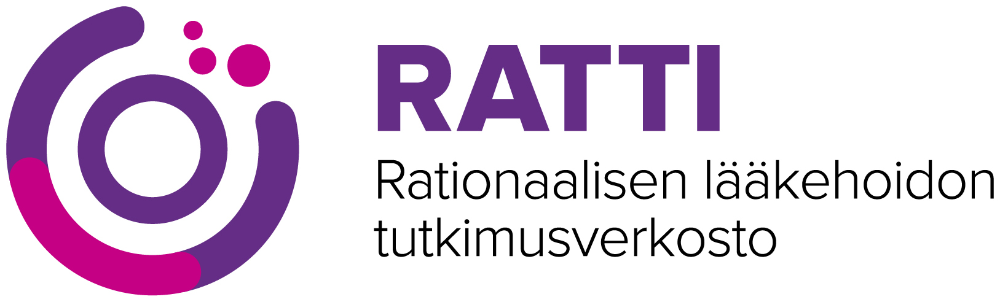 RATTI
Rationaalisen lääkehoidon
tutkimusverkosto